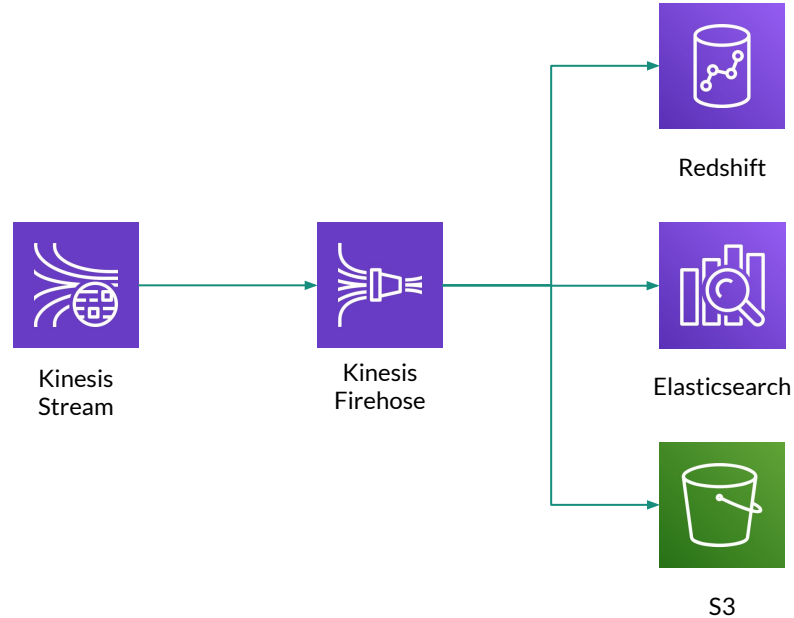 Redshift
Kinesis
Stream
Kinesis
Firehose
Elasticsearch
S3